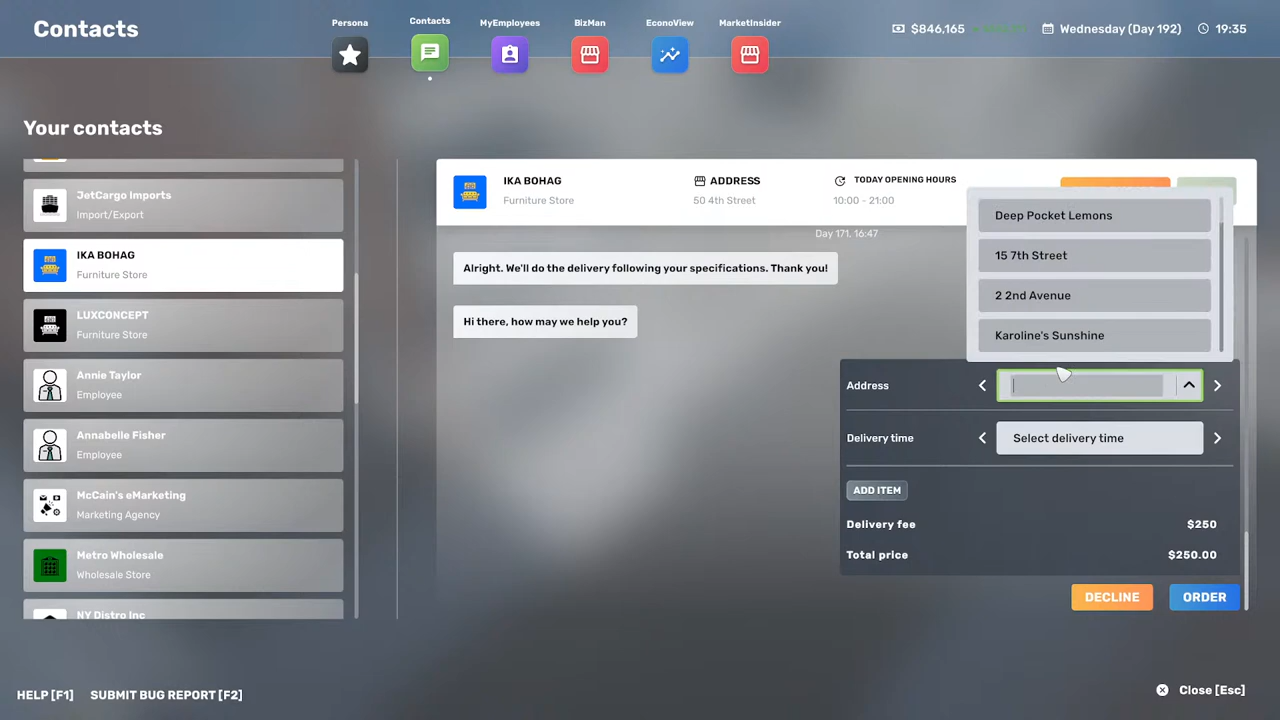 Contacts
Persona
Contacts
MyEmployees
BizMan
EconoView
MarketInsider
$846,165
Wednesday (Day 192)
19:35
Your contacts
JetCargo Imports
Import/Export
IKA BOHAG
Furniture Store
LUXCONCEPT
Furniture Store
Annie Taylor
Employee
Annabelle Fisher
Employee
McCain's eMarketing
Marketing Agency
Metro Wholesale
Wholesale Store
NY Distro Inc
IKA BOHAG
Furniture Store
ADDRESS
50 4th Street
TODAY OPENING HOURS
10:00 - 21:00
Day 171, 16:47
Alright. We'll do the delivery following your specifications. Thank you!
Hi there, how may we help you?
Deep Pocket Lemons
15 7th Street
2 2nd Avenue
Karoline's Sunshine
Address
Delivery time
Select delivery time
ADD ITEM
Delivery fee
$250
Total price
$250.00
DECLINE
ORDER
HELP [F1]
SUBMIT BUG REPORT [F2]
Close [Esc]